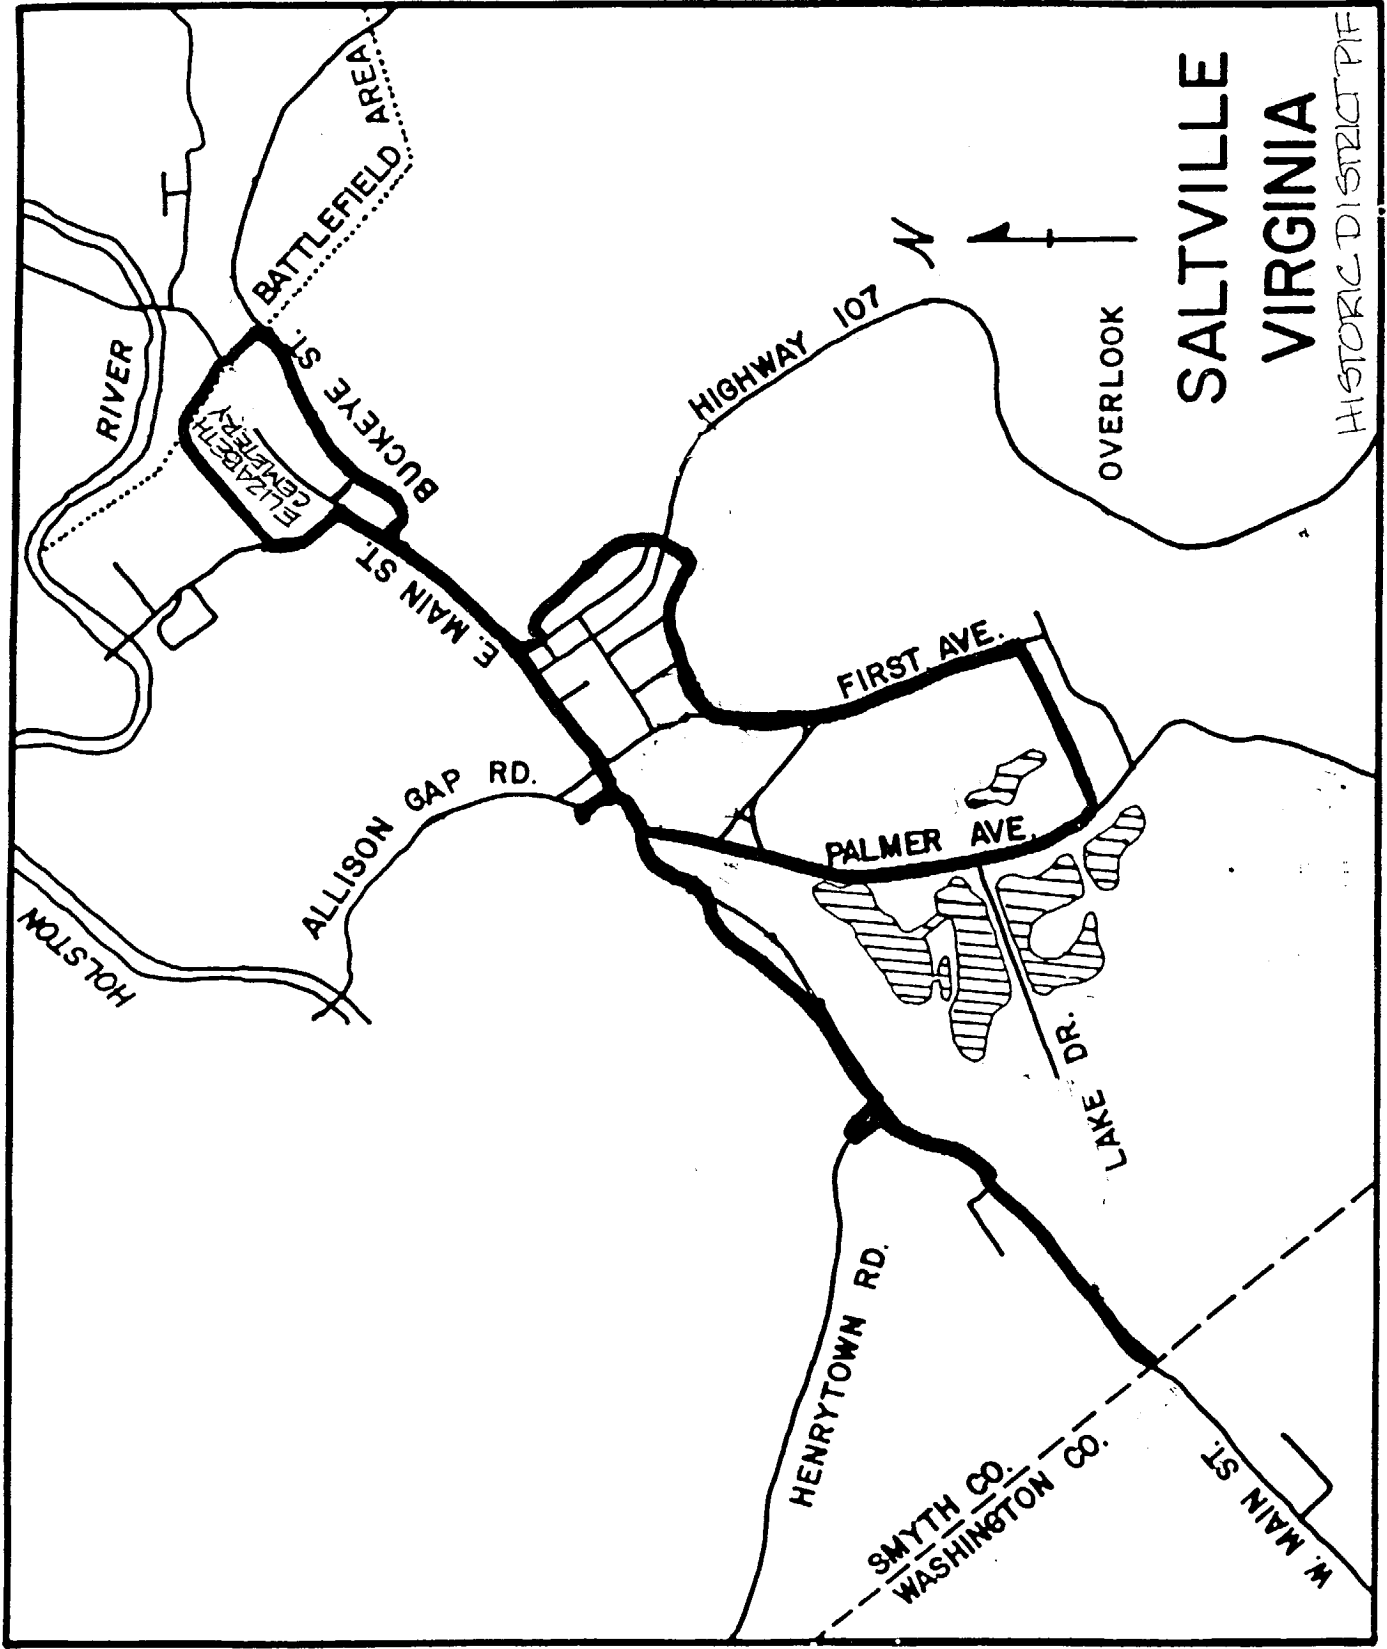 HOLSTON
RIVER
ALLISON GAP RD.
ELIZABETH
CEMETERY
BATTLEFIELD AREA
BUCKEYE ST.
E. MAIN ST.
HIGHWAY 107
HENRYTOWN RD.
PALMER AVE.
FIRST AVE.
LAKE DR.
SMYTH CO.
WASHINGTON CO.
W. MAIN ST.
N
OVERLOOK
SALTVILLE
VIRGINIA
HISTORIC DISTRICT PIF